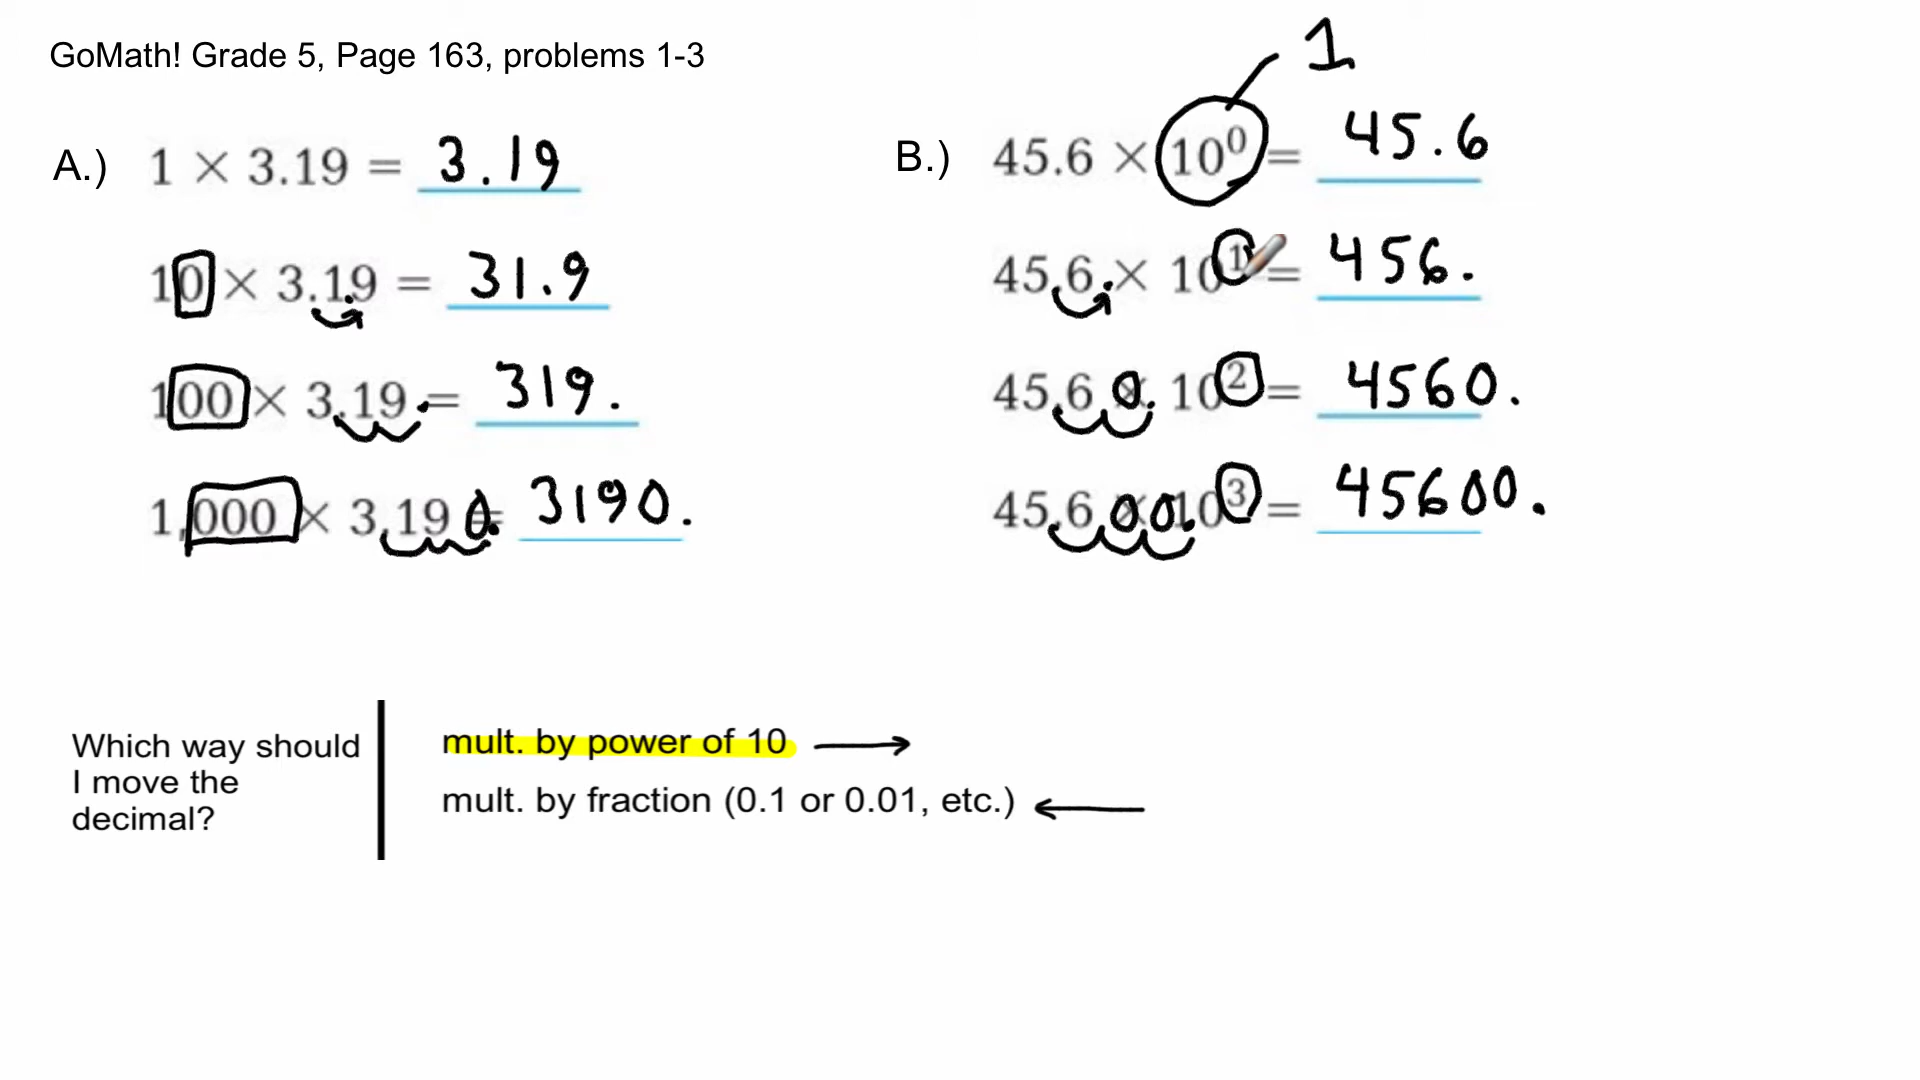 GoMath! Grade 5, Page 163, problems 1-3
A.) 1 × 3.19 = 3.19
10 × 3.19 = 31.9
100 × 3.19 = 319.
1,000 × 3.190. = 3190.
1
B.) 45.6 × 10⁰ = 45.6
45.6. × 10¹ = 456.
45.60. × 10² = 4560.
45.600. × 10³ = 45600.
Which way should
I move the
decimal?
mult. by power of 10 →
mult. by fraction (0.1 or 0.01, etc.) ←